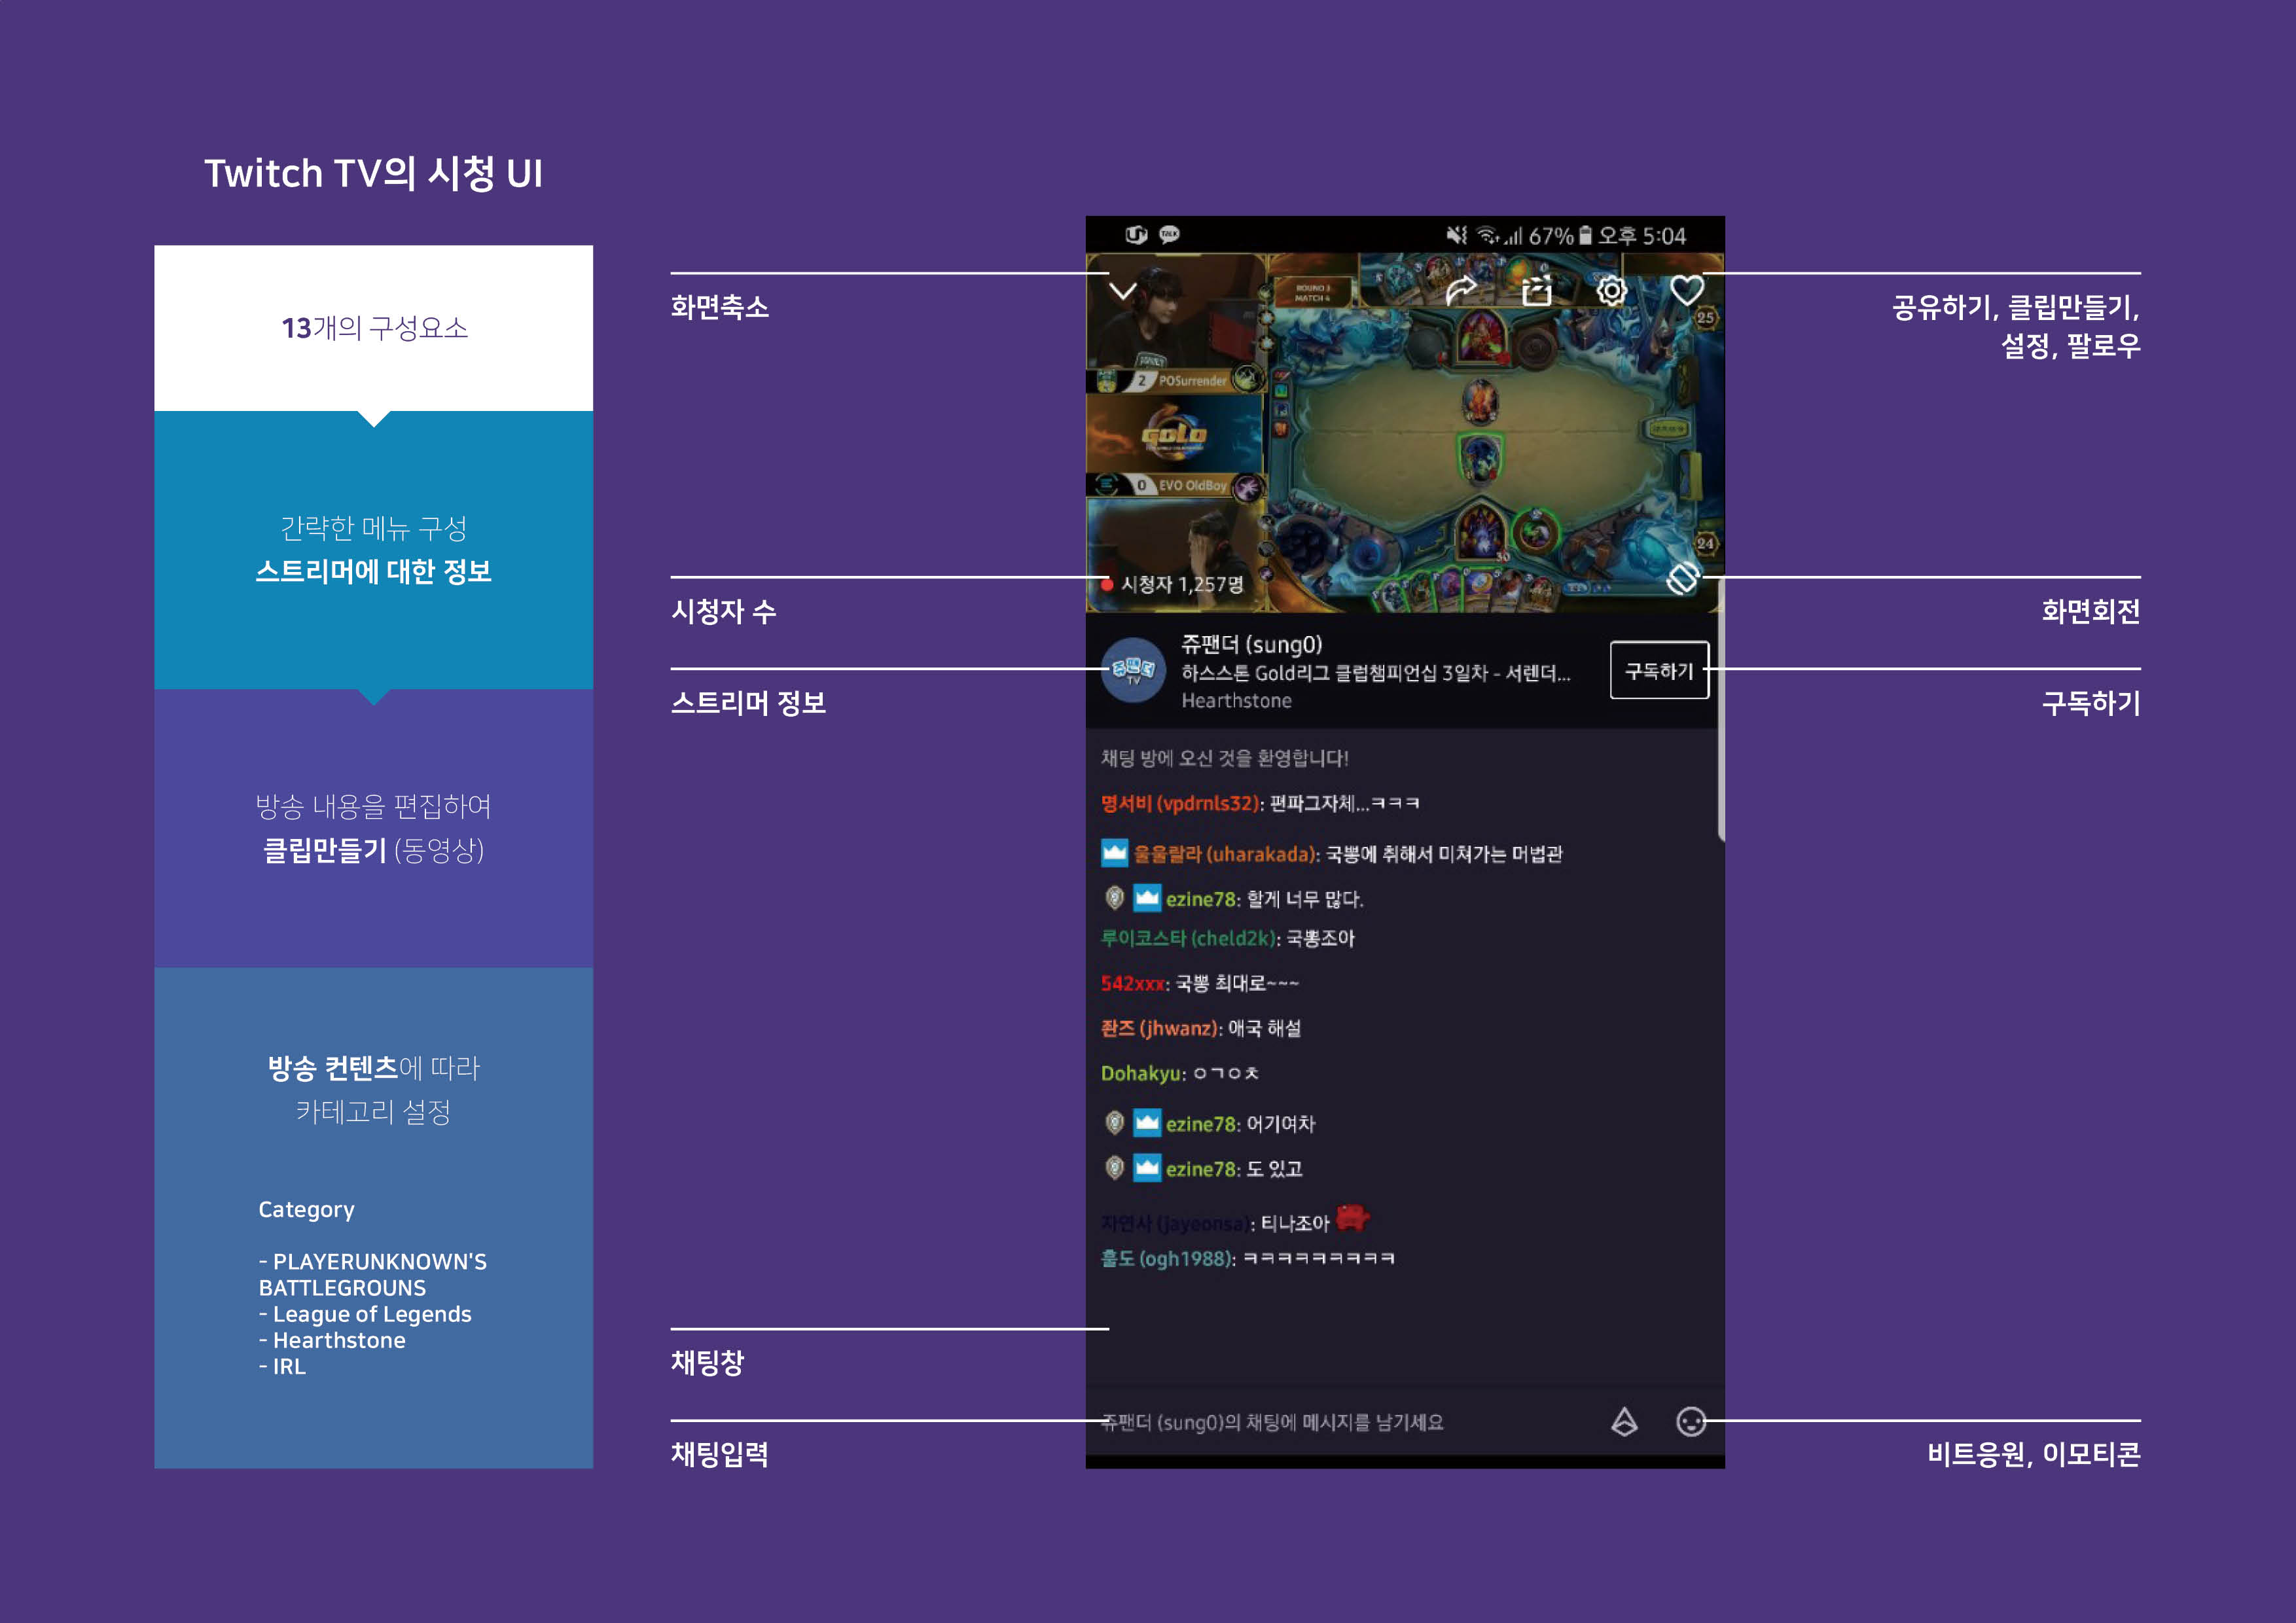 Twitch TV의 시청 UI
13개의 구성요소
간략한 메뉴 구성
스트리머에 대한 정보
방송 내용을 편집하여
클립만들기 (동영상)
방송 컨텐츠에 따라
카테고리 설정
Category
- PLAYERUNKNOWN'S
BATTLEGROUNS
- League of Legends
- Hearthstone
- IRL
화면축소
시청자 수
스트리머 정보
채팅창
채팅입력
TALK
67% 오후 5:04
ROUND 3
MATCH 4
25
2 POSurrender
GOLD
0 EVO OldBoy
24
30
시청자 1,257명
쥬팬더 TV
쥬팬더 (sung0)
하스스톤 Gold리그 클럽챔피언십 3일차 - 서렌더...
Hearthstone
구독하기
채팅 방에 오신 것을 환영합니다!
명서비 (vpdrnls32): 편파그자체...ㅋㅋㅋ
울울랄라 (uharakada): 국뽕에 취해서 미쳐가는 머법관
ezine78: 할게 너무 많다.
루이코스타 (cheld2k): 국뽕조아
542xxx: 국뽕 최대로~~~
좐즈 (jhwanz): 애국 해설
Dohakyu: ㅇㄱㅇㅊ
ezine78: 어기여차
ezine78: 도 있고
자연사 (jayeonsa): 티나조아
훌도 (ogh1988): ㅋㅋㅋㅋㅋㅋㅋㅋㅋ
쥬팬더 (sung0)의 채팅에 메시지를 남기세요
공유하기, 클립만들기,
설정, 팔로우
화면회전
구독하기
비트응원, 이모티콘